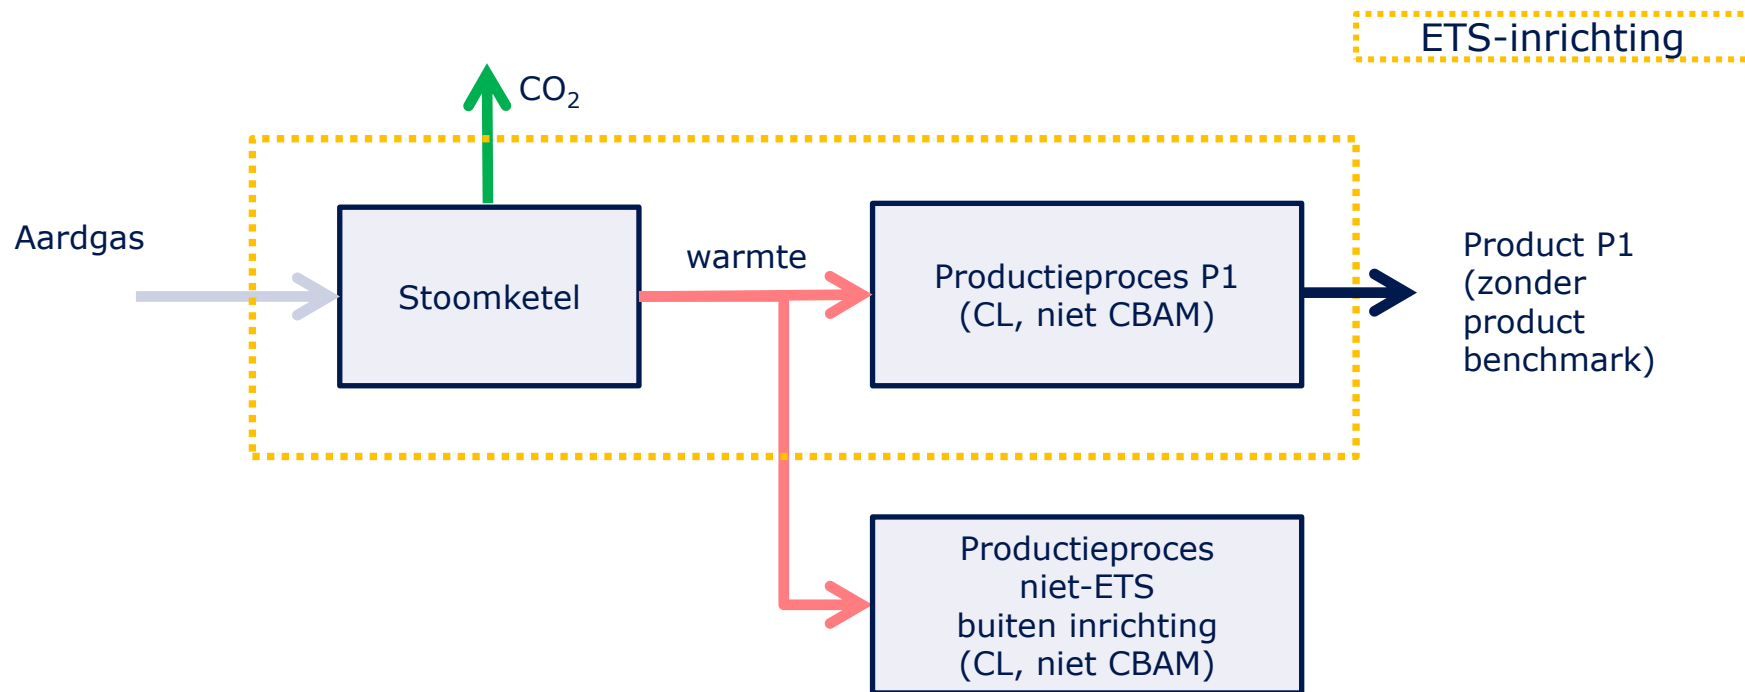 ETS-inrichting
CO₂
Aardgas
Stoomketel
warmte
Productieproces P1
(CL, niet CBAM)
Product P1
(zonder
product
benchmark)
Productieproces
niet-ETS
buiten inrichting
(CL, niet CBAM)